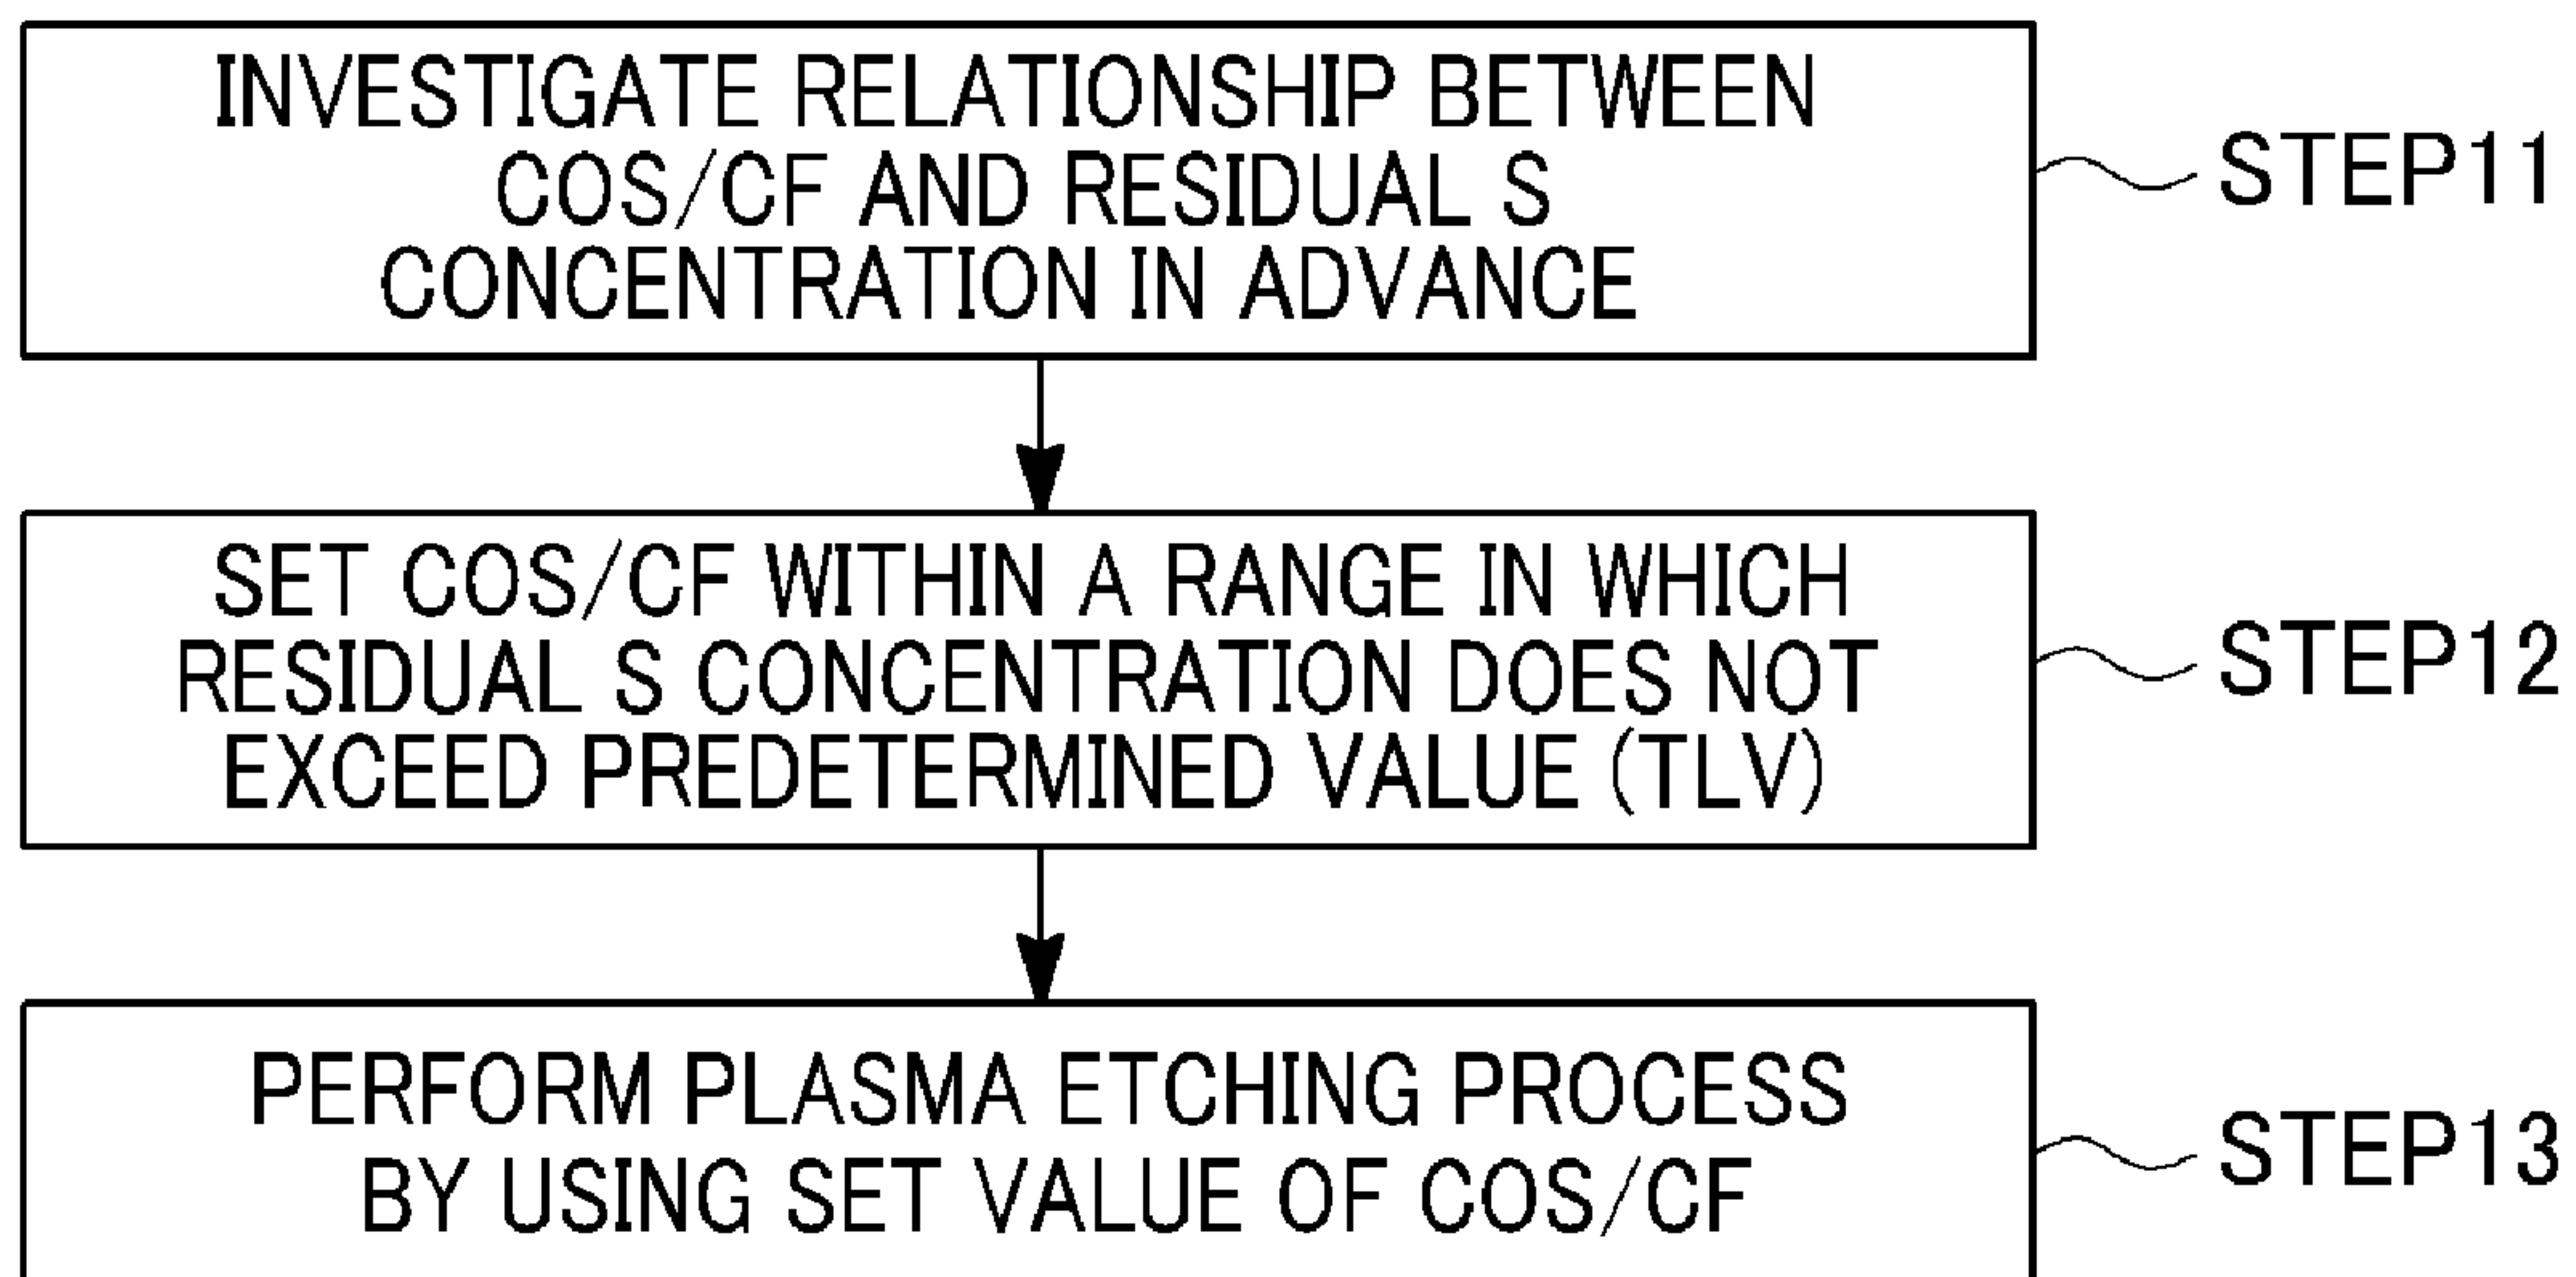 INVESTIGATE RELATIONSHIP BETWEEN
COS/CF AND RESIDUAL S
CONCENTRATION IN ADVANCE
STEP11
SET COS/CF WITHIN A RANGE IN WHICH
RESIDUAL S CONCENTRATION DOES NOT
EXCEED PREDETERMINED VALUE (TLV)
STEP12
PERFORM PLASMA ETCHING PROCESS
BY USING SET VALUE OF COS/CF
STEP13